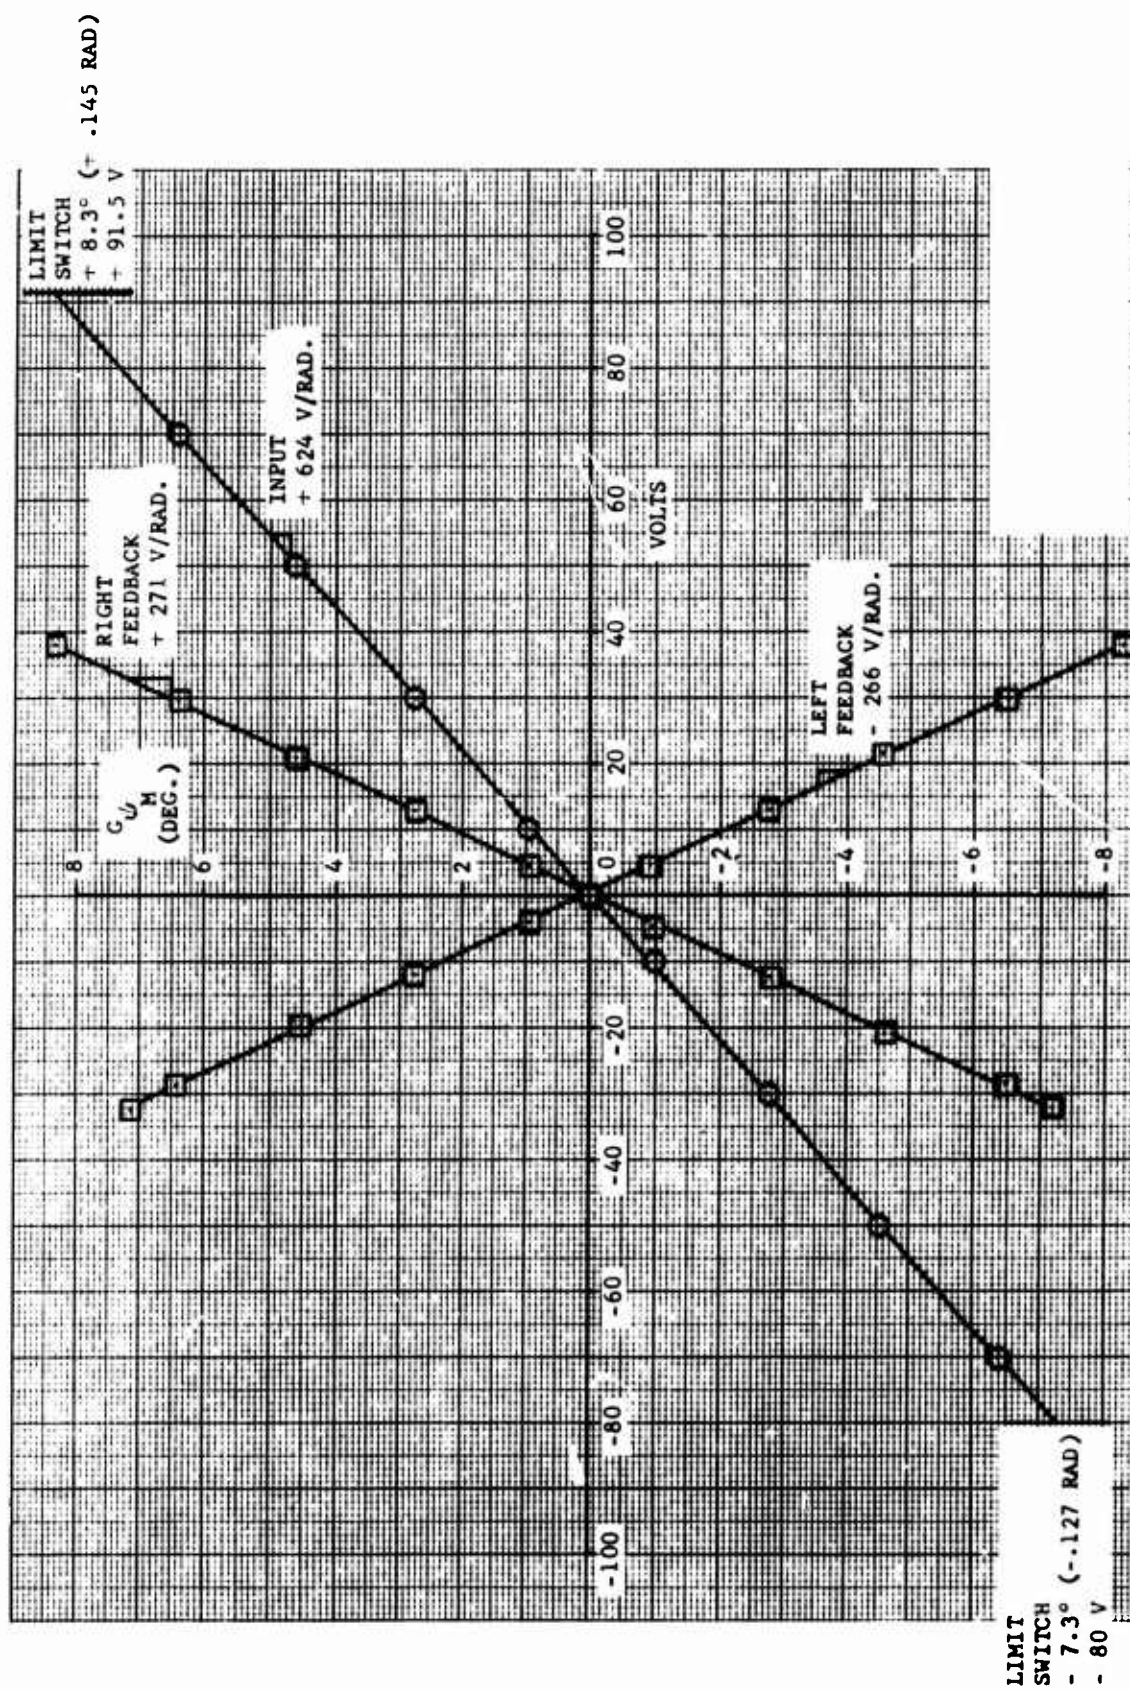 LIMIT
SWITCH
+ 8.3° (+ .145 RAD)
+ 91.5 V
RIGHT
FEEDBACK
+ 271 V/RAD.
INPUT
+ 624 V/RAD.
GψM
(DEG.)
8
6
4
2
0
-2
-4
-6
-8
-100
-80
-60
-40
-20
20
40
60
80
100
VOLTS
LEFT
FEEDBACK
- 266 V/RAD.
LIMIT
SWITCH
- 7.3° (-.127 RAD)
- 80 V